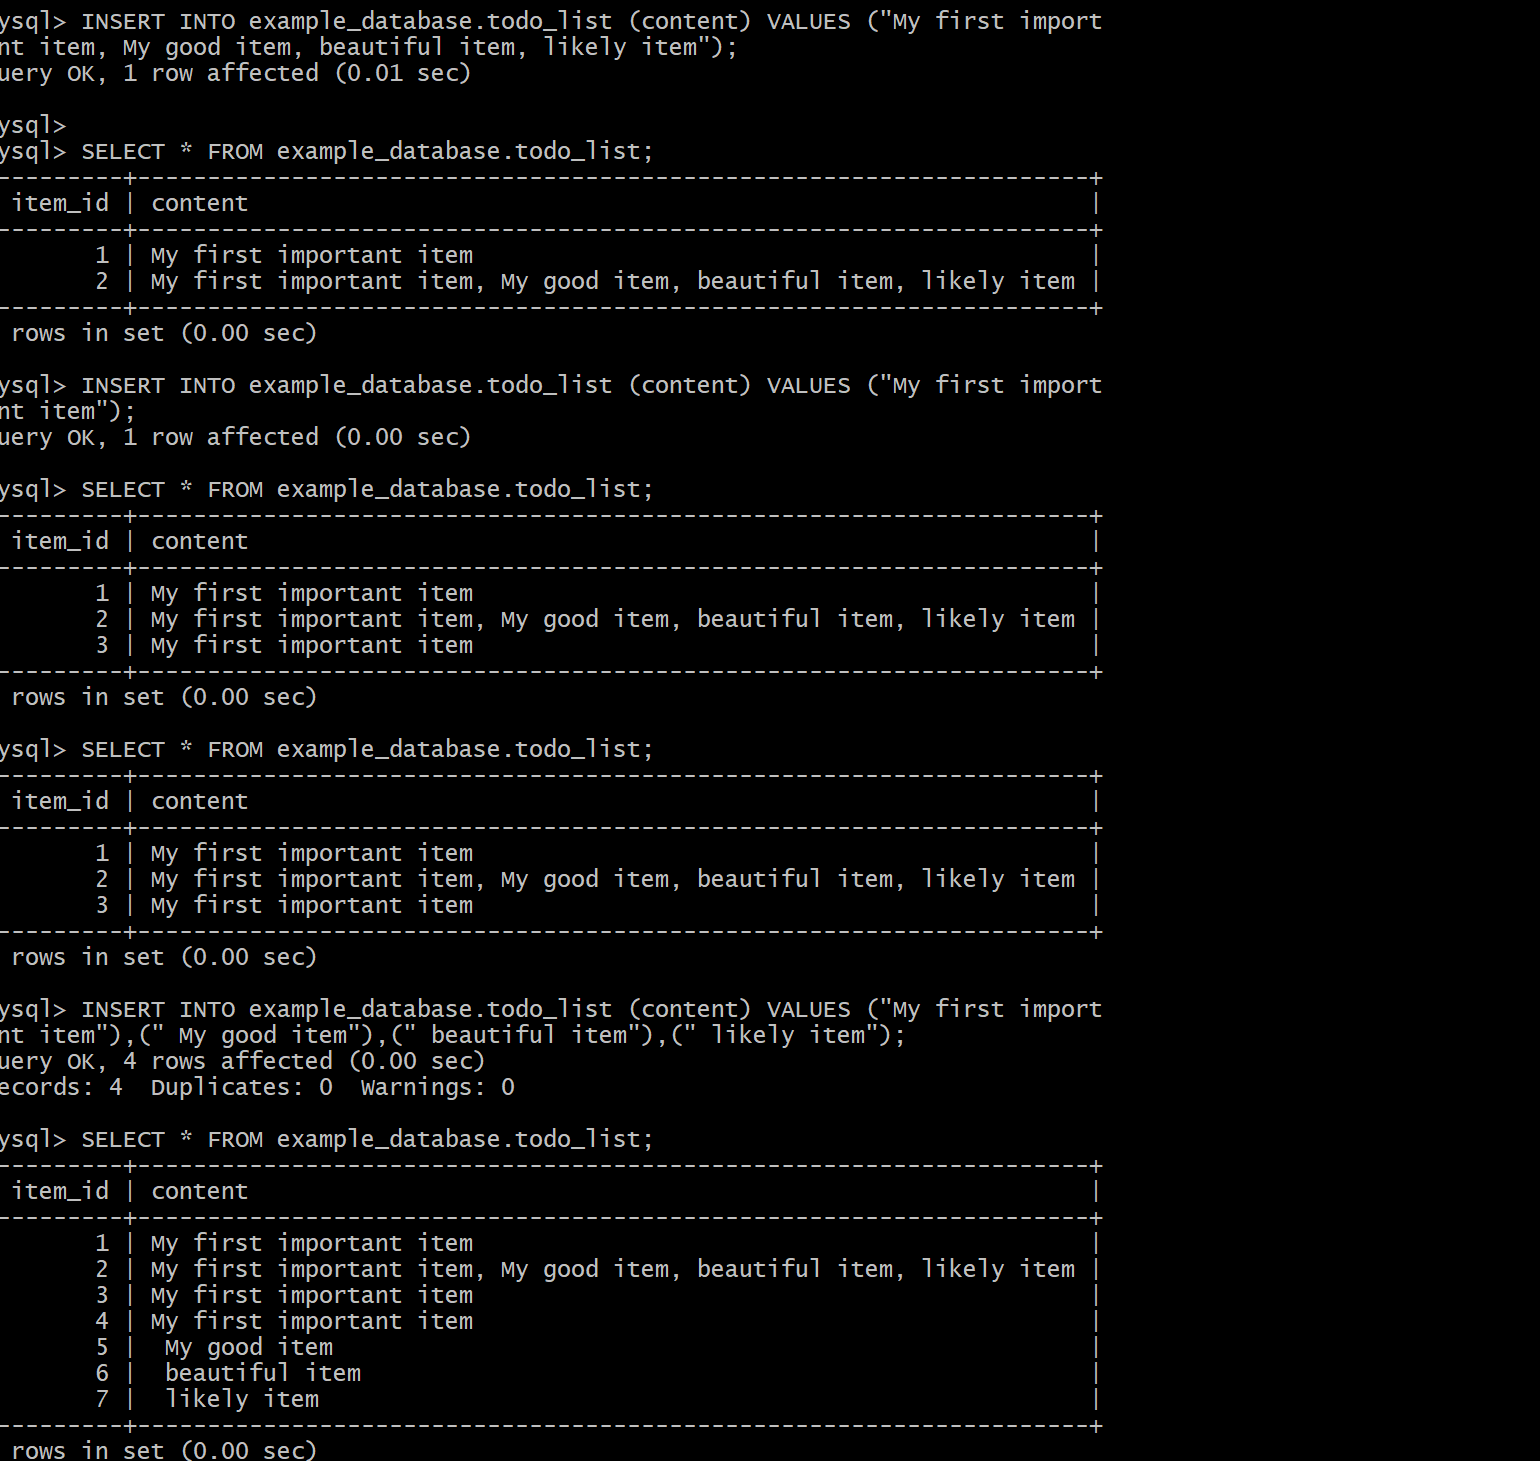 ysql> INSERT INTO example_database.todo_list (content) VALUES ("My first import
nt item, My good item, beautiful item, likely item");
uery OK, 1 row affected (0.01 sec)
ysql>
ysql> SELECT * FROM example_database.todo_list;
---------+--------------------------------------------------------------------+
item_id | content |
---------+--------------------------------------------------------------------+
1 | My first important item |
2 | My first important item, My good item, beautiful item, likely item |
---------+--------------------------------------------------------------------+
rows in set (0.00 sec)
ysql> INSERT INTO example_database.todo_list (content) VALUES ("My first import
nt item");
uery OK, 1 row affected (0.00 sec)
ysql> SELECT * FROM example_database.todo_list;
---------+--------------------------------------------------------------------+
item_id | content |
---------+--------------------------------------------------------------------+
1 | My first important item |
2 | My first important item, My good item, beautiful item, likely item |
3 | My first important item |
---------+--------------------------------------------------------------------+
rows in set (0.00 sec)
ysql> SELECT * FROM example_database.todo_list;
---------+--------------------------------------------------------------------+
item_id | content |
---------+--------------------------------------------------------------------+
1 | My first important item |
2 | My first important item, My good item, beautiful item, likely item |
3 | My first important item |
---------+--------------------------------------------------------------------+
rows in set (0.00 sec)
ysql> INSERT INTO example_database.todo_list (content) VALUES ("My first import
nt item"),(" My good item"),(" beautiful item"),(" likely item");
uery OK, 4 rows affected (0.00 sec)
ecords: 4  Duplicates: 0  Warnings: 0
ysql> SELECT * FROM example_database.todo_list;
---------+--------------------------------------------------------------------+
item_id | content |
---------+--------------------------------------------------------------------+
1 | My first important item |
2 | My first important item, My good item, beautiful item, likely item |
3 | My first important item |
4 | My first important item |
5 |  My good item |
6 |  beautiful item |
7 |  likely item |
---------+--------------------------------------------------------------------+
rows in set (0.00 sec)